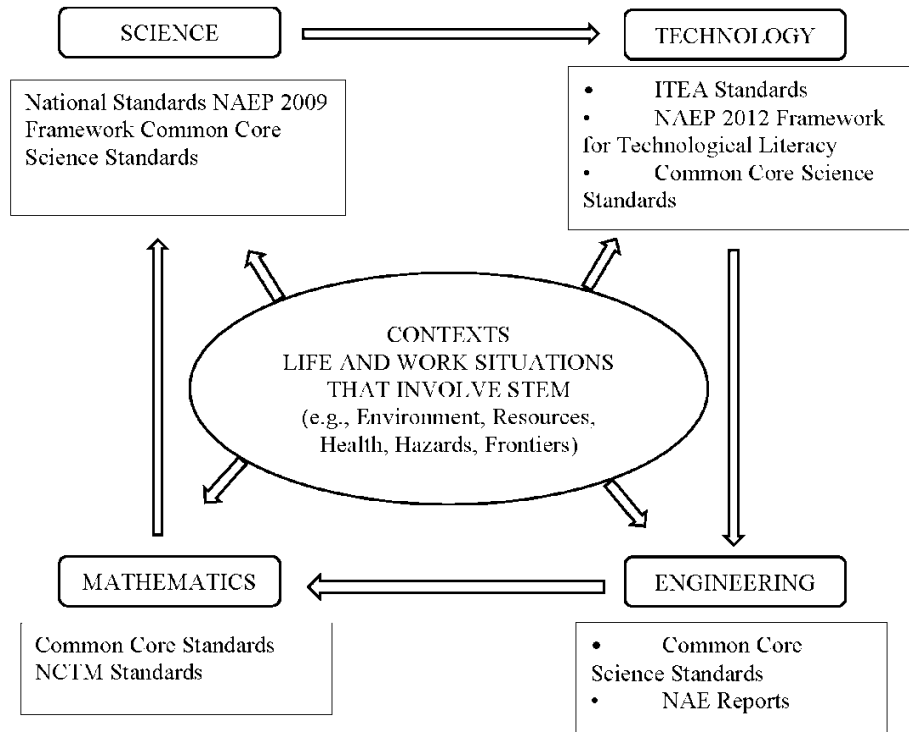 SCIENCE
TECHNOLOGY
National Standards NAEP 2009
Framework Common Core
Science Standards
• ITEA Standards
• NAEP 2012 Framework
for Technological Literacy
• Common Core Science
Standards
CONTEXTS
LIFE AND WORK SITUATIONS
THAT INVOLVE STEM
(e.g., Environment, Resources,
Health, Hazards, Frontiers)
MATHEMATICS
ENGINEERING
Common Core Standards
NCTM Standards
• Common Core
Science Standards
• NAE Reports